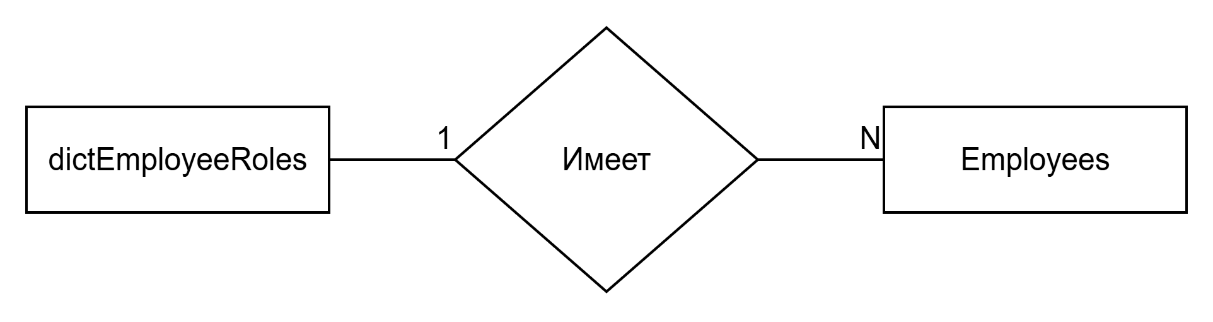 dictEmployeeRoles
1
Имеет
N
Employees